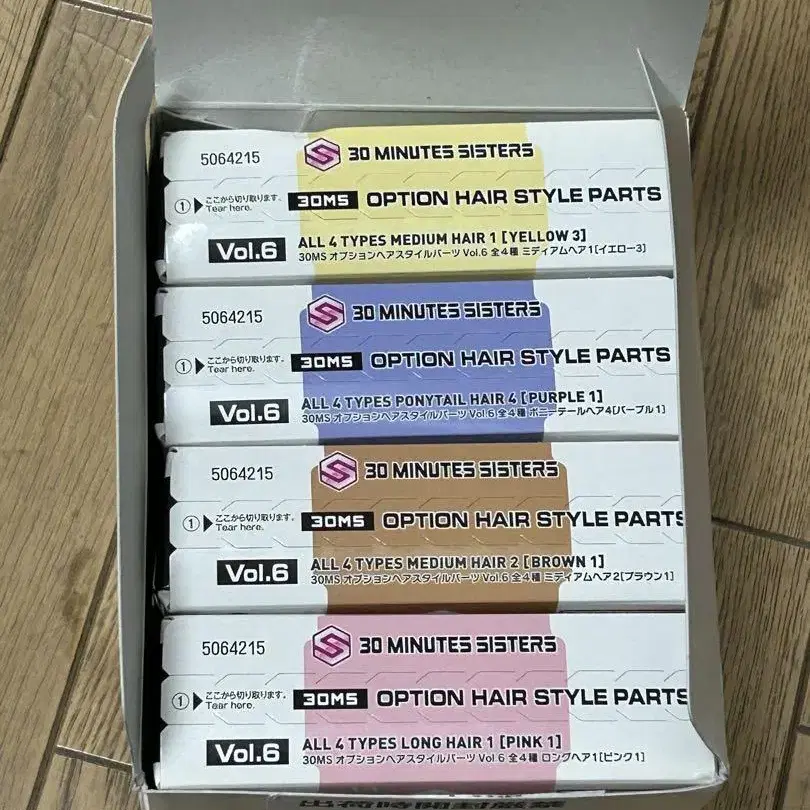 5064215
30 MINUTES SISTERS
① ▶ ここから切り取ります。
Tear here.
30MS OPTION HAIR STYLE PARTS
Vol.6
ALL 4 TYPES MEDIUM HAIR 1 [YELLOW 3]
30MS オプションヘアスタイルパーツ Vol.6 全4種 ミディアムヘア1[イエロー3]
5064215
30 MINUTES SISTERS
① ▶ ここから切り取ります。
Tear here.
30MS OPTION HAIR STYLE PARTS
Vol.6
ALL 4 TYPES PONYTAIL HAIR 4 [PURPLE 1]
30MS オプションヘアスタイルパーツ Vol.6 全4種 ポニーテールヘア4[パープル1]
5064215
30 MINUTES SISTERS
① ▶ ここから切り取ります。
Tear here.
30MS OPTION HAIR STYLE PARTS
Vol.6
ALL 4 TYPES MEDIUM HAIR 2 [BROWN 1]
30MS オプションヘアスタイルパーツ Vol.6 全4種 ミディアムヘア2[ブラウン1]
5064215
30 MINUTES SISTERS
① ▶ ここから切り取ります。
Tear here.
30MS OPTION HAIR STYLE PARTS
Vol.6
ALL 4 TYPES LONG HAIR 1 [PINK 1]
30MS オプションヘアスタイルパーツ Vol.6 全4種 ロングヘア1[ピンク1]